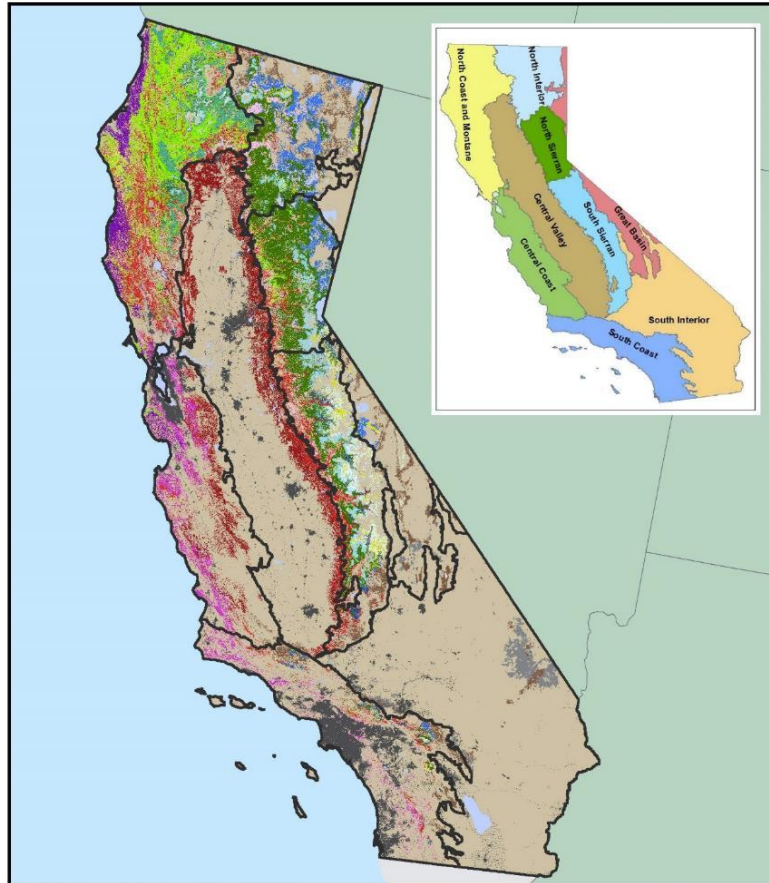 North Coast and Montane
North Interior
North Sierran
Central Valley
South Sierran
Great Basin
Central Coast
South Interior
South Coast